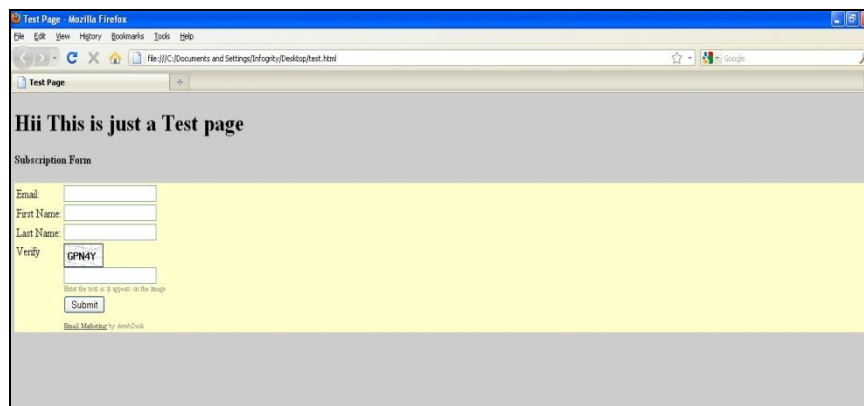 Test Page - Mozilla Firefox
File Edit View History Bookmarks Tools Help
file:///C:/Documents and Settings/Infogrity/Desktop/test.html
Google
Test Page
Hii This is just a Test page
Subscription Form
Email:
First Name:
Last Name:
Verify
GPN4Y
Enter the text as it appears on the image
Submit
Email Marketing by